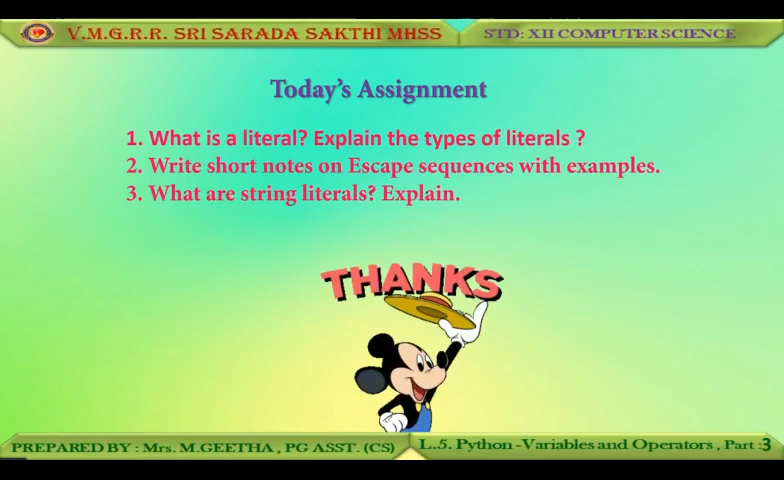 V.M.G.R.R. SRI SARADA SAKTHI MHSS
STD: XII COMPUTER SCIENCE
Today's Assignment
1. What is a literal? Explain the types of literals ?
2. Write short notes on Escape sequences with examples.
3. What are string literals? Explain.
THANKS
PREPARED BY : Mrs. M.GEETHA , PG ASST. (CS)
L.5. Python -Variables and Operators , Part :3